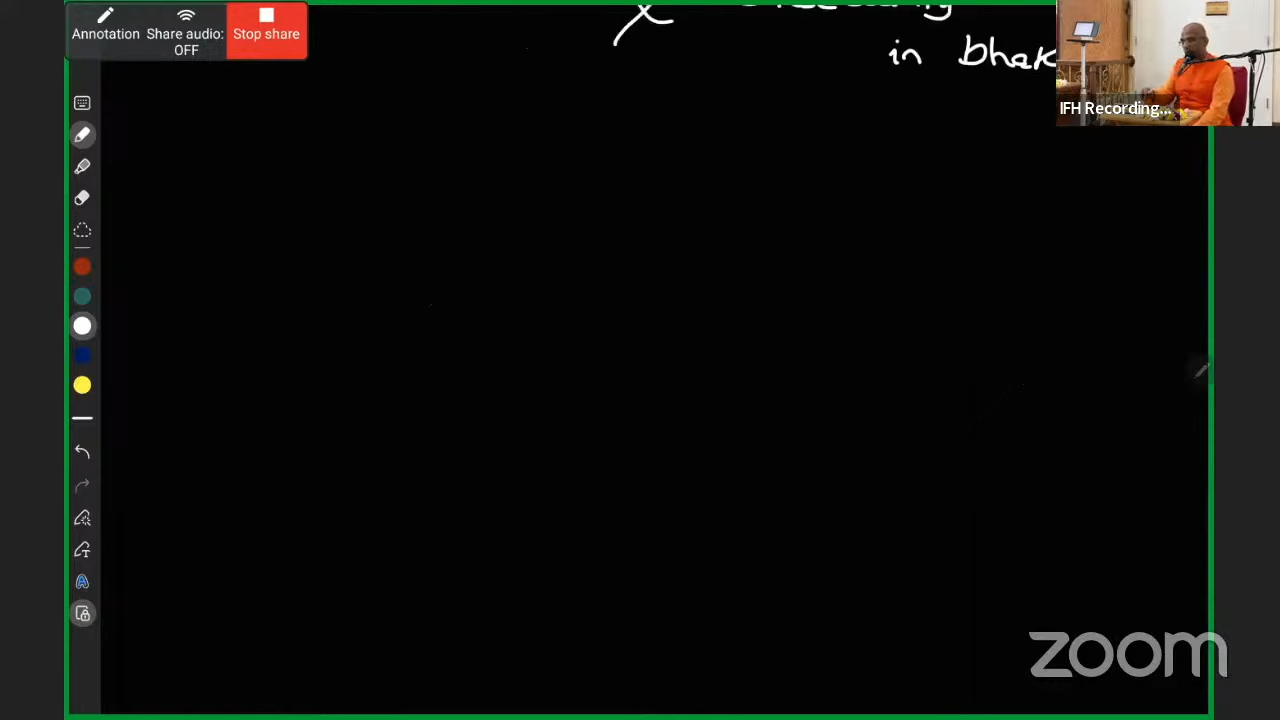 Annotation Share audio: OFF Stop share
in bhak
IFH Recording...
zoom